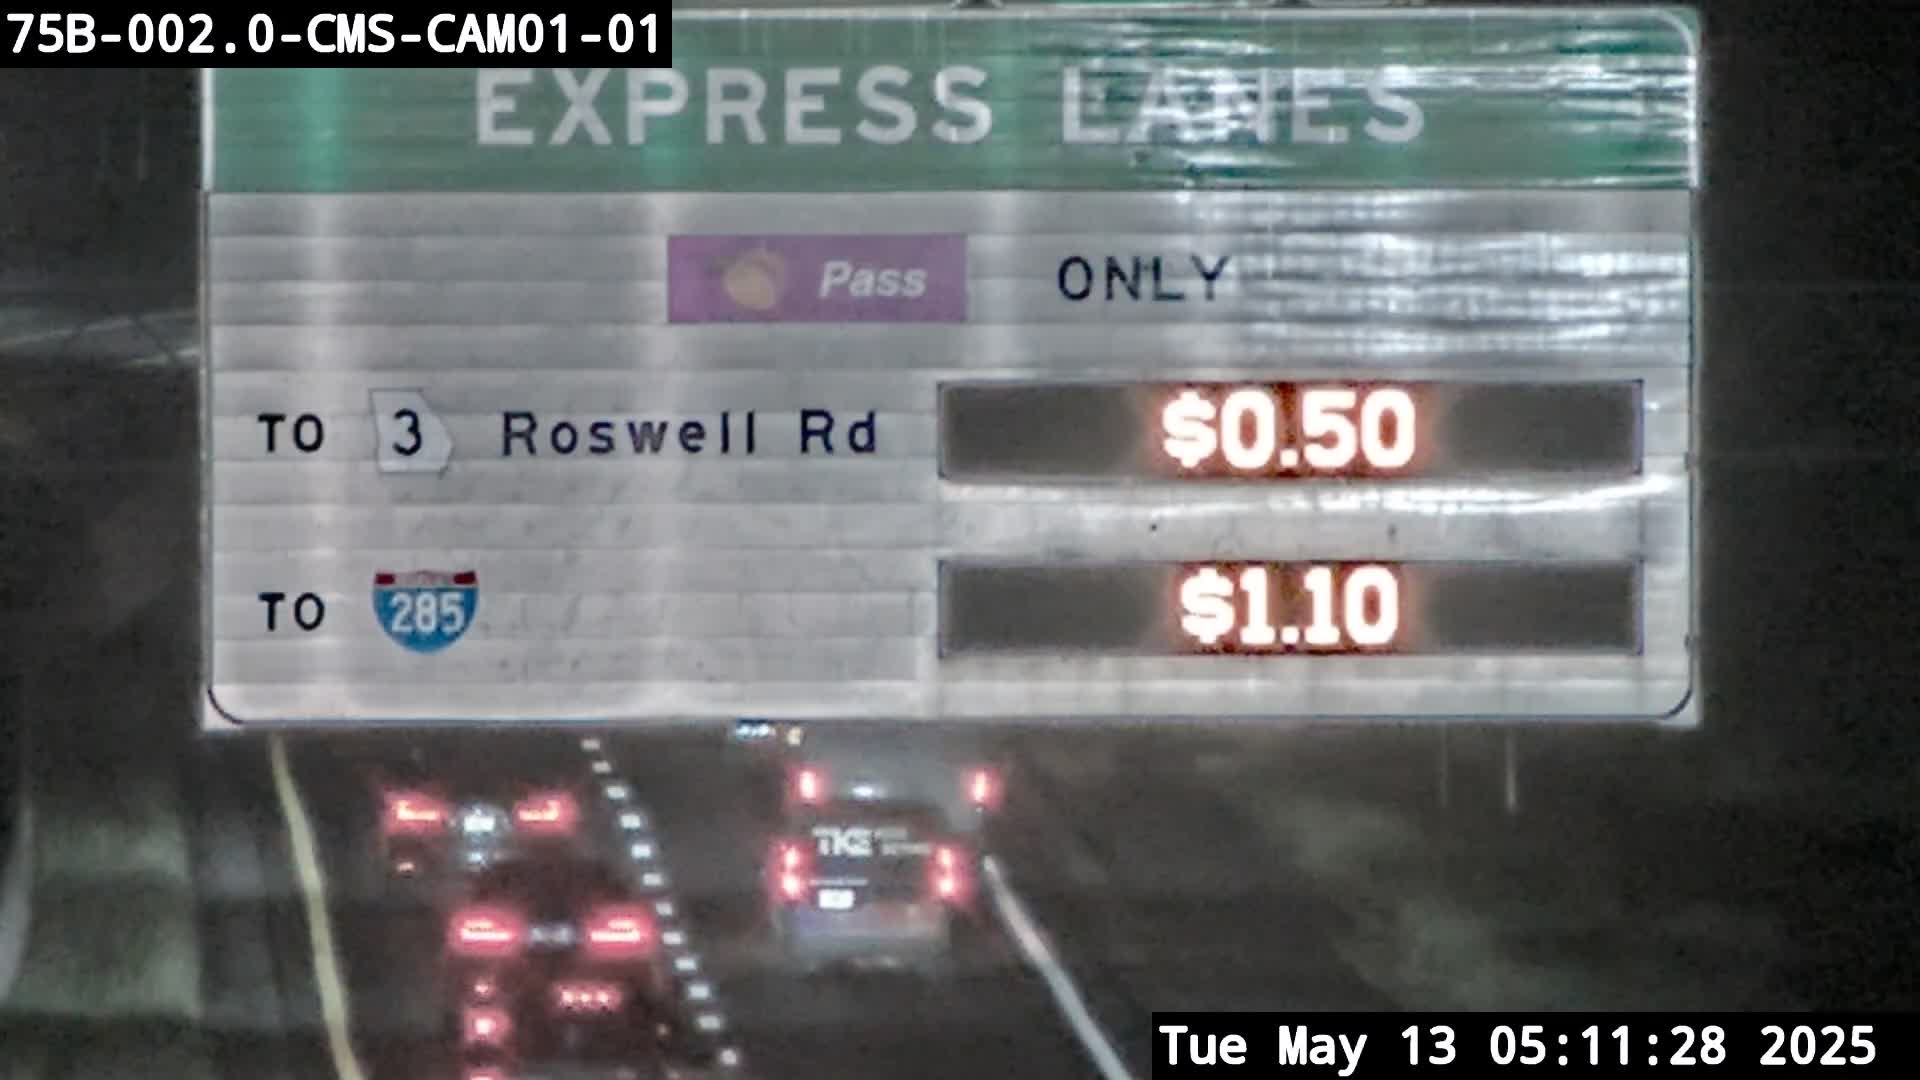 75B-002.0-CMS-CAM01-01
EXPRESS LANES
Pass ONLY
TO 3 Roswell Rd $0.50
TO 285 $1.10
TKE
Tue May 13 05:11:28 2025